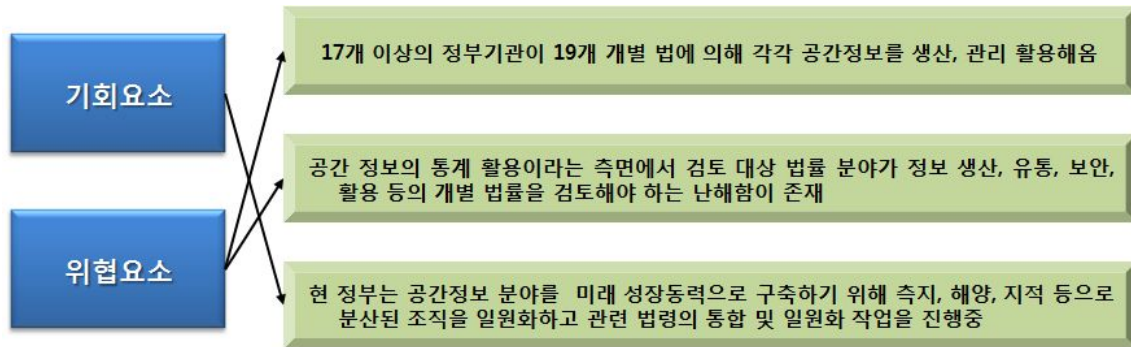 기회요소
위협요소
17개 이상의 정부기관이 19개 개별 법에 의해 각각 공간정보를 생산, 관리 활용해옴
공간 정보의 통계 활용이라는 측면에서 검토 대상 법률 분야가 정보 생산, 유통, 보안,
활용 등의 개별 법률을 검토해야 하는 난해함이 존재
현 정부는 공간정보 분야를 미래 성장동력으로 구축하기 위해 측지, 해양, 지적 등으로
분산된 조직을 일원화하고 관련 법령의 통합 및 일원화 작업을 진행중